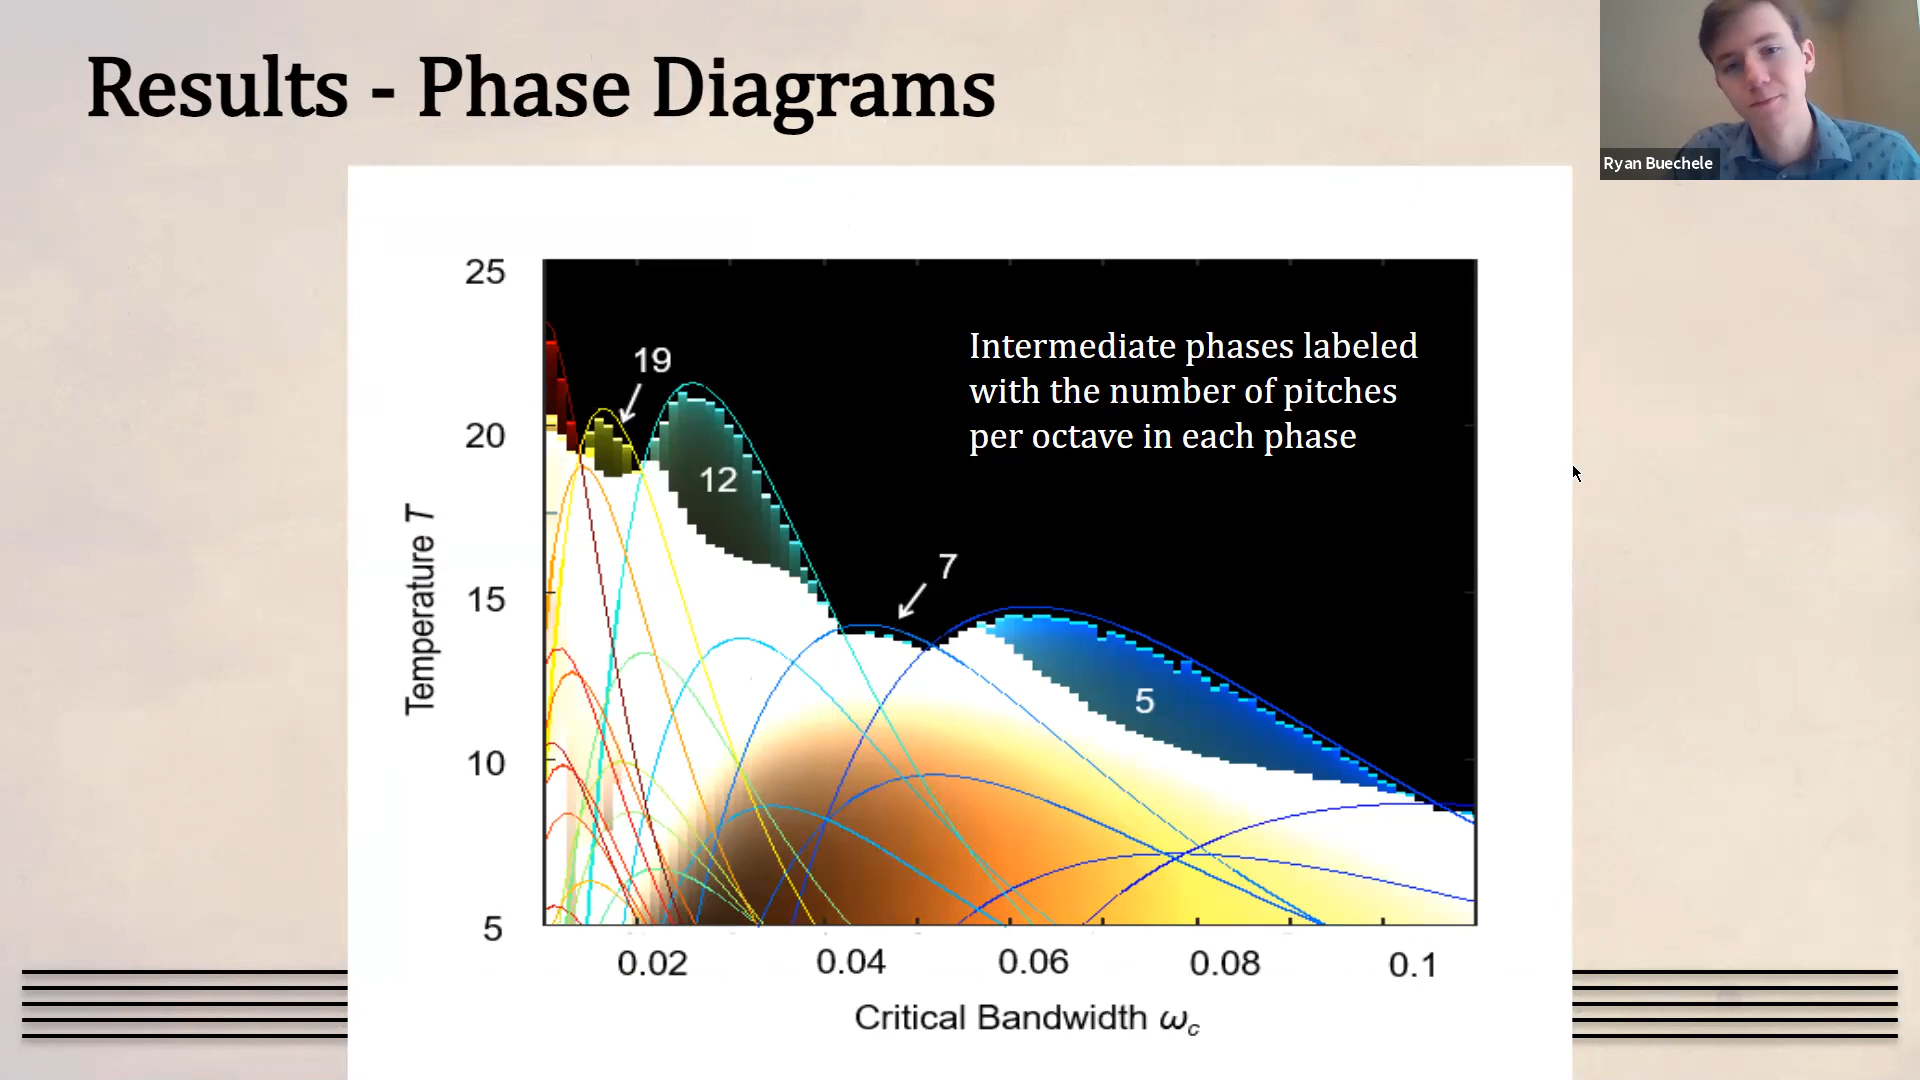 Results - Phase Diagrams
Ryan Buechele
25
20
15
10
5
Temperature T
19
12
7
5
Intermediate phases labeled
with the number of pitches
per octave in each phase
0.02 0.04 0.06 0.08 0.1
Critical Bandwidth ωc